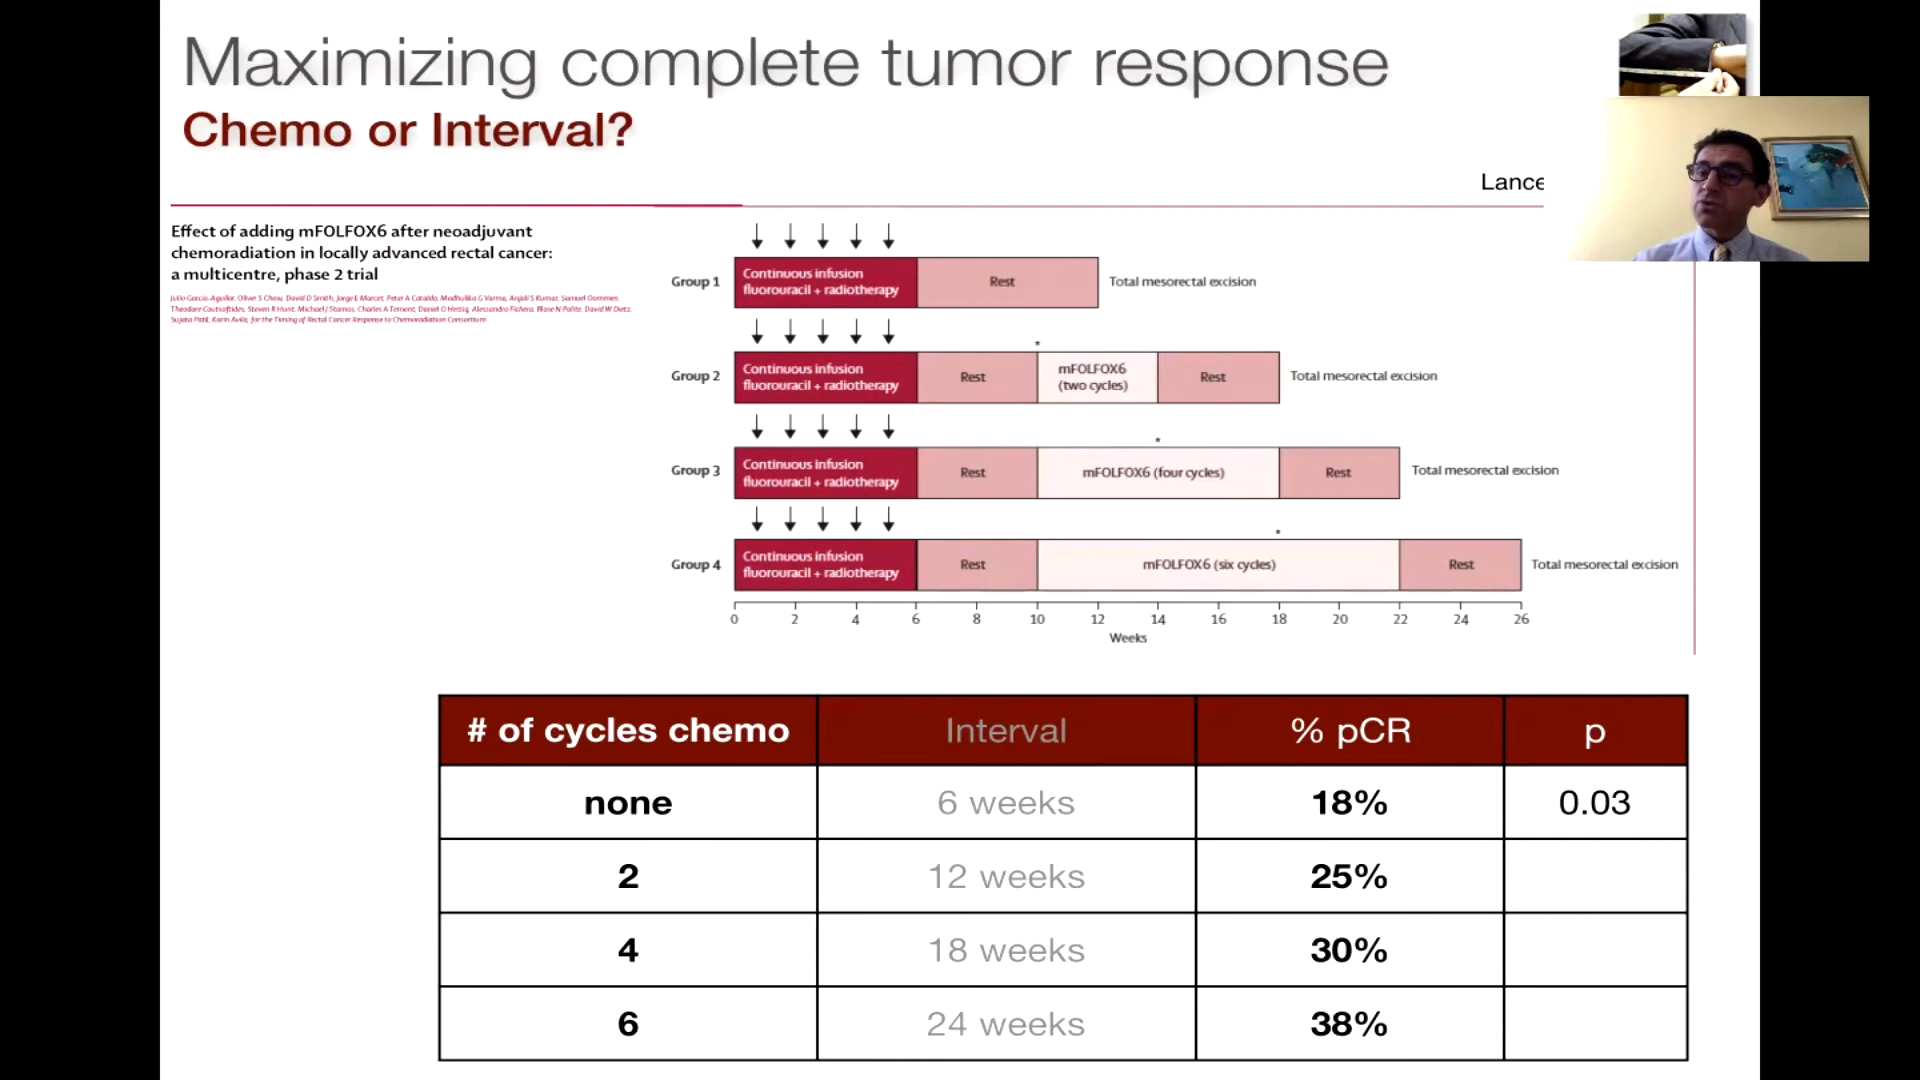 Maximizing complete tumor response
Chemo or Interval?
Lance
Effect of adding mFOLFOX6 after neoadjuvant
chemoradiation in locally advanced rectal cancer:
a multicentre, phase 2 trial
Julio Garcia-Aguilar, Oliver S Chow, David D Smith, Jorge E Marcet, Peter A Cataldo, Madhulika G Varma, Anjali S Kumar, Samuel Oommen,
Theodore Coutsoftides, Steven R Hunt, Michael J Stamos, Charles A Ternent, Daniel O Herzig, Alessandro Fichera, Blase N Polite, David W Dietz,
Sujata Patil, Karin Avila, for the Timing of Rectal Cancer Response to Chemoradiation Consortium
Group 1
Continuous infusion
fluorouracil + radiotherapy
Rest
Total mesorectal excision
*
Group 2
Continuous infusion
fluorouracil + radiotherapy
Rest
mFOLFOX6
(two cycles)
Rest
Total mesorectal excision
*
Group 3
Continuous infusion
fluorouracil + radiotherapy
Rest
mFOLFOX6 (four cycles)
Rest
Total mesorectal excision
*
Group 4
Continuous infusion
fluorouracil + radiotherapy
Rest
mFOLFOX6 (six cycles)
Rest
Total mesorectal excision
0 2 4 6 8 10 12 14 16 18 20 22 24 26
Weeks
# of cycles chemo Interval % pCR p
none 6 weeks 18% 0.03
2 12 weeks 25%
4 18 weeks 30%
6 24 weeks 38%